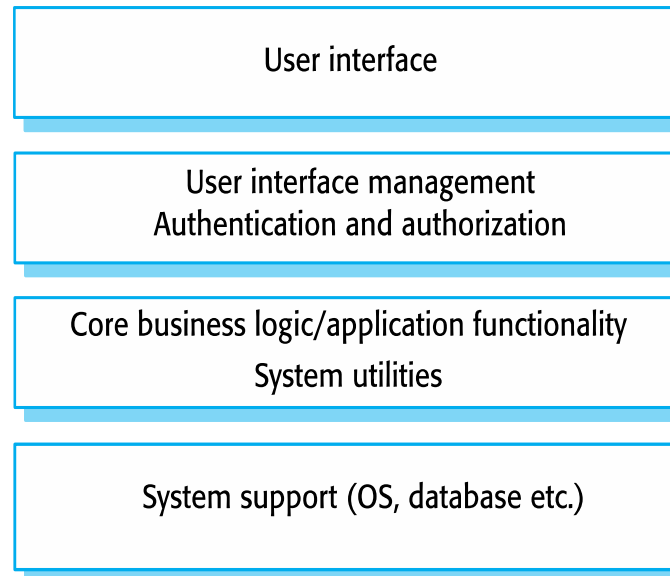 User interface
User interface management
Authentication and authorization
Core business logic/application functionality
System utilities
System support (OS, database etc.)